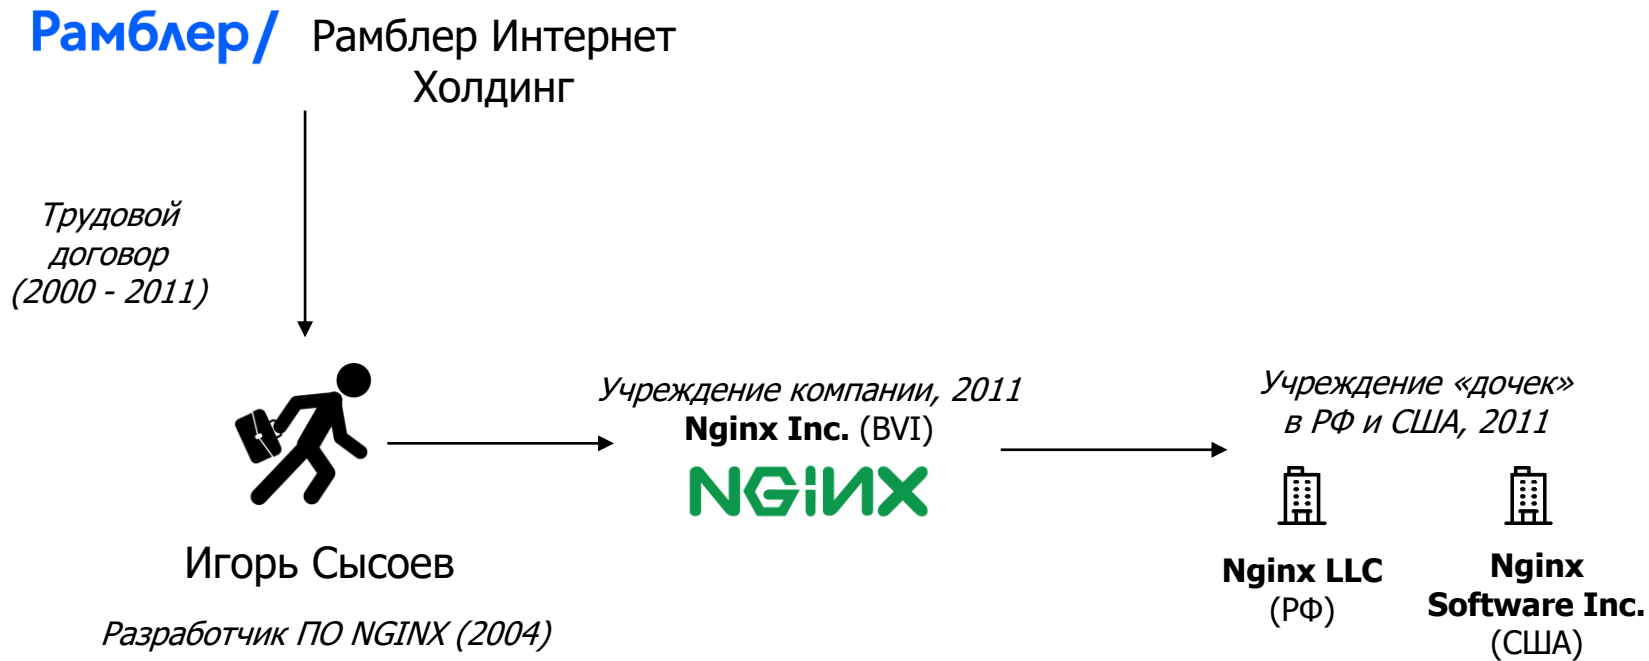 Рамблер/
Рамблер Интернет
Холдинг
Трудовой
договор
(2000 - 2011)
Игорь Сысоев
Разработчик ПО NGINX (2004)
Учреждение компании, 2011
Nginx Inc. (BVI)
NGINX
Учреждение «дочек»
в РФ и США, 2011
Nginx LLC
(РФ)
Nginx
Software Inc.
(США)